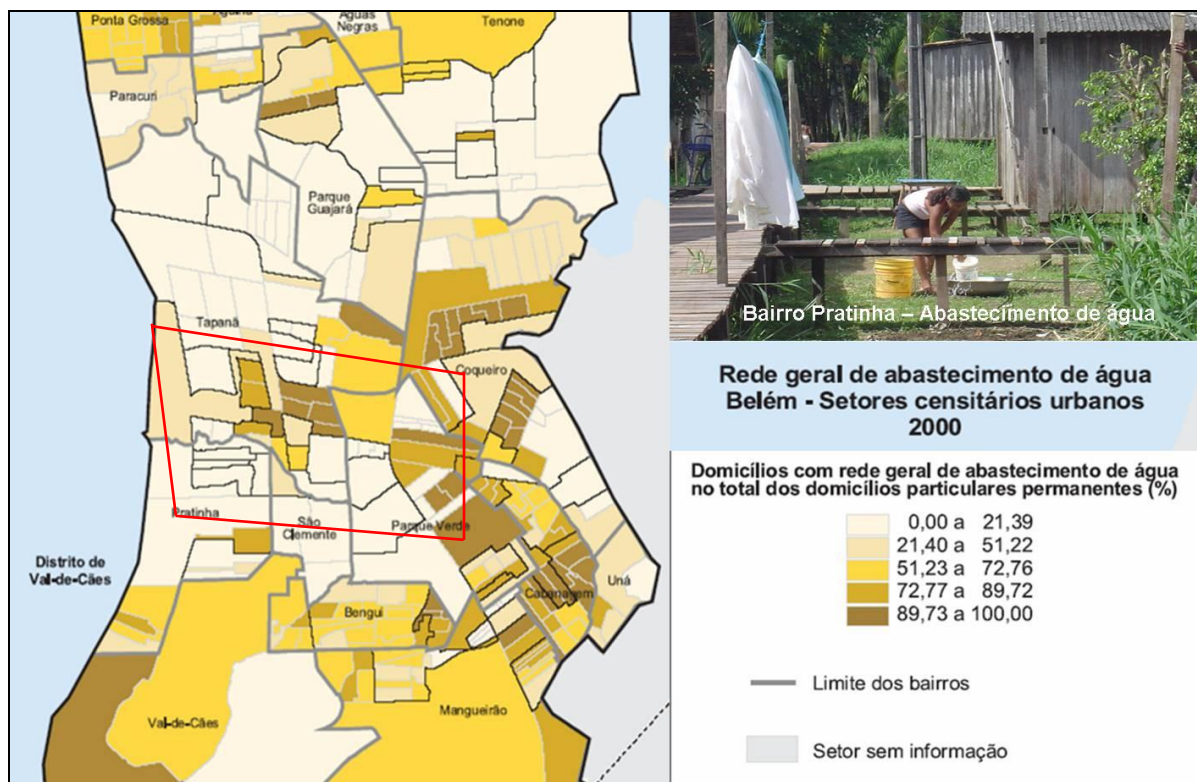 Ponta Grossa
Águas
Negras
Tenone
Paracuri
Parque
Guajará
Tapanã
Coqueiro
Pratinha
São
Clemente
Parque Verde
Distrito de
Val-de-Cães
Bengui
Cabanagem
Uná
Val-de-Cães
Mangueirão
Bairro Pratinha – Abastecimento de água
Rede geral de abastecimento de água
Belém - Setores censitários urbanos
2000
Domicílios com rede geral de abastecimento de água
no total dos domicílios particulares permanentes (%)
0,00 a 21,39
21,40 a 51,22
51,23 a 72,76
72,77 a 89,72
89,73 a 100,00
Limite dos bairros
Setor sem informação